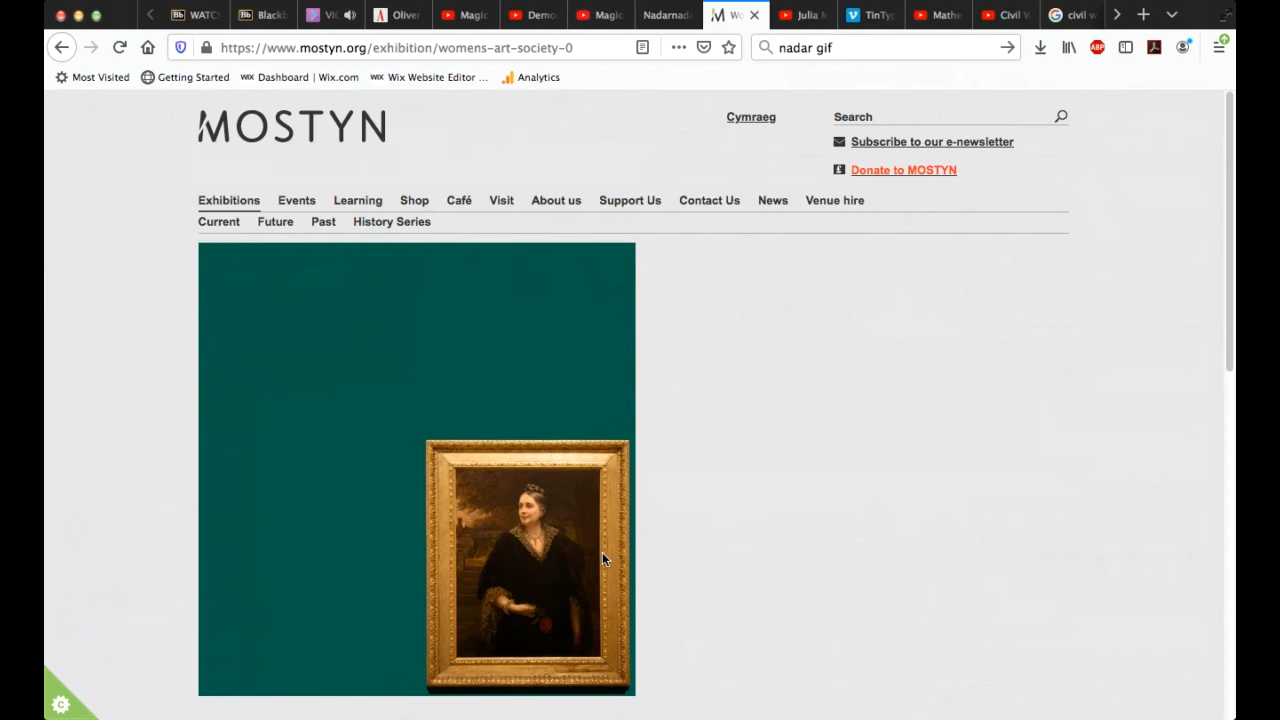 WATC Blackb VIC Oliver Magic Demo Magic Nadarnada Wo Julia M TinTy Mathe Civil W civil w
https://www.mostyn.org/exhibition/womens-art-society-0 nadar gif
Most Visited Getting Started Dashboard | Wix.com Wix Website Editor ... Analytics
MOSTYN
Cymraeg Search
Subscribe to our e-newsletter
Donate to MOSTYN
Exhibitions Events Learning Shop Café Visit About us Support Us Contact Us News Venue hire
Current Future Past History Series